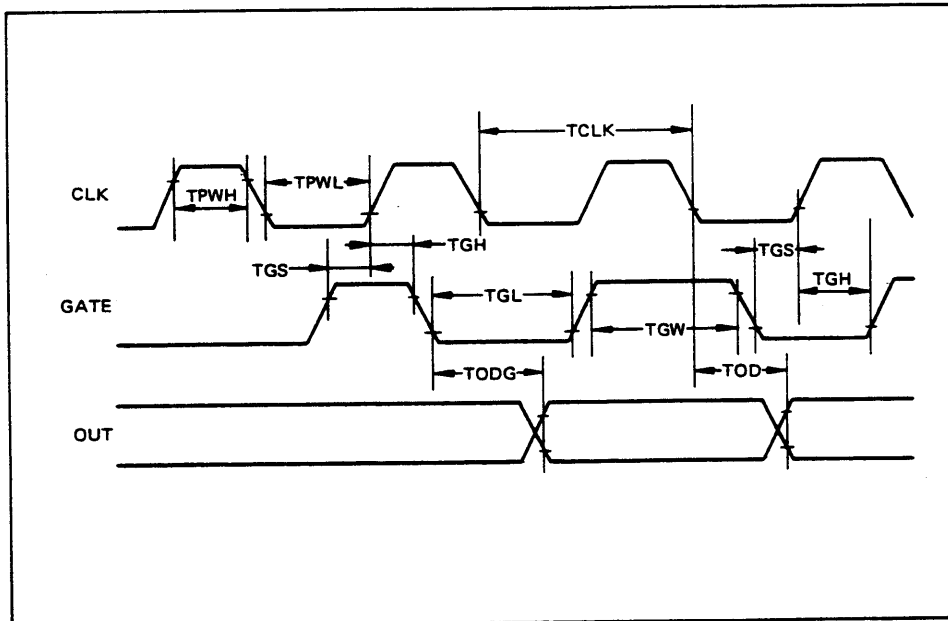 TCLK
CLK
TPWH
TPWL
TGH
TGS
TGS
TGH
GATE
TGL
TGW
TODG
TOD
OUT